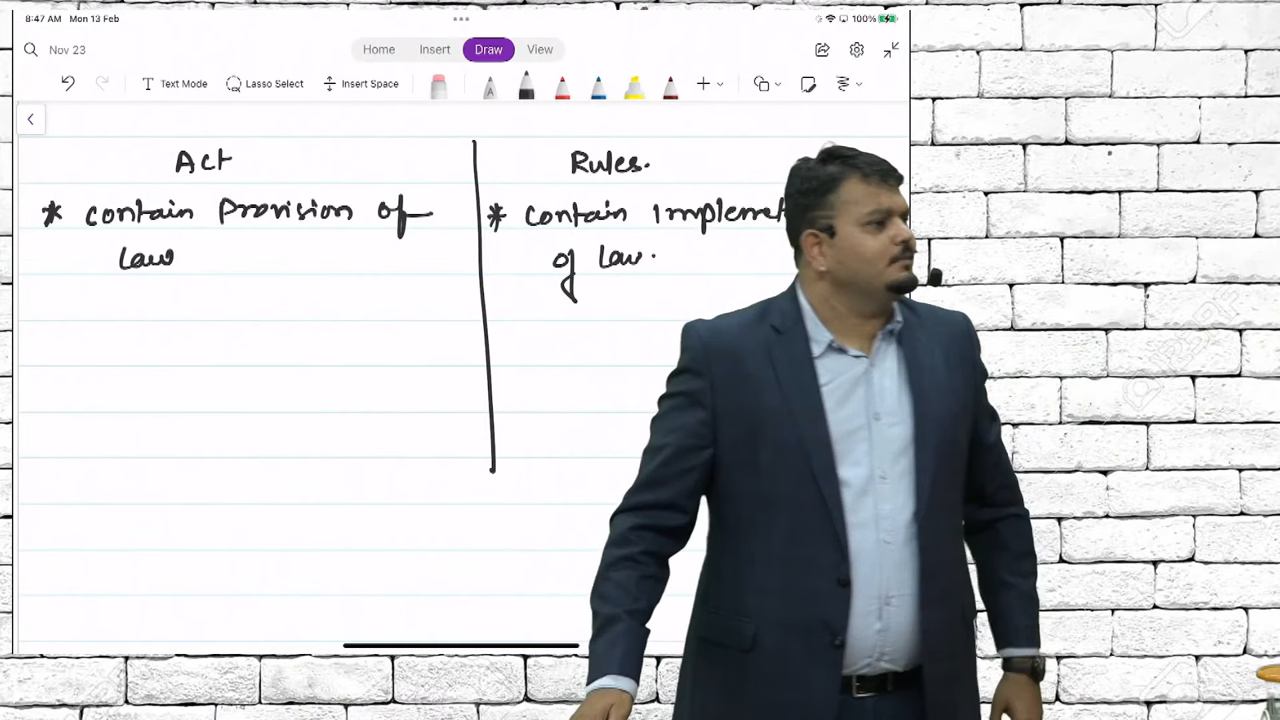 8:47 AM Mon 13 Feb
100%
Nov 23
Home Insert Draw View
Text Mode Lasso Select Insert Space
Act
Rules.
* contain Provision of
law
* contain Implemet
of law.